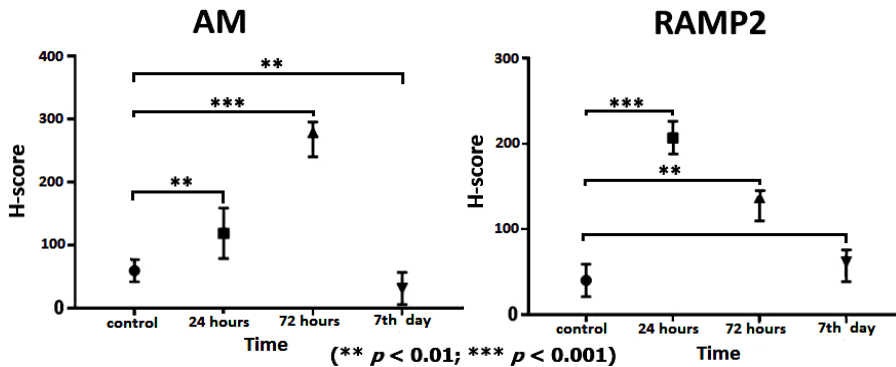 AM
400
300
200
100
0
H-score
**
***
**
control
24 hours
72 hours
7th day
Time
RAMP2
300
200
100
0
H-score
***
**
control
24 hours
72 hours
7th day
Time
(** p < 0.01; *** p < 0.001)